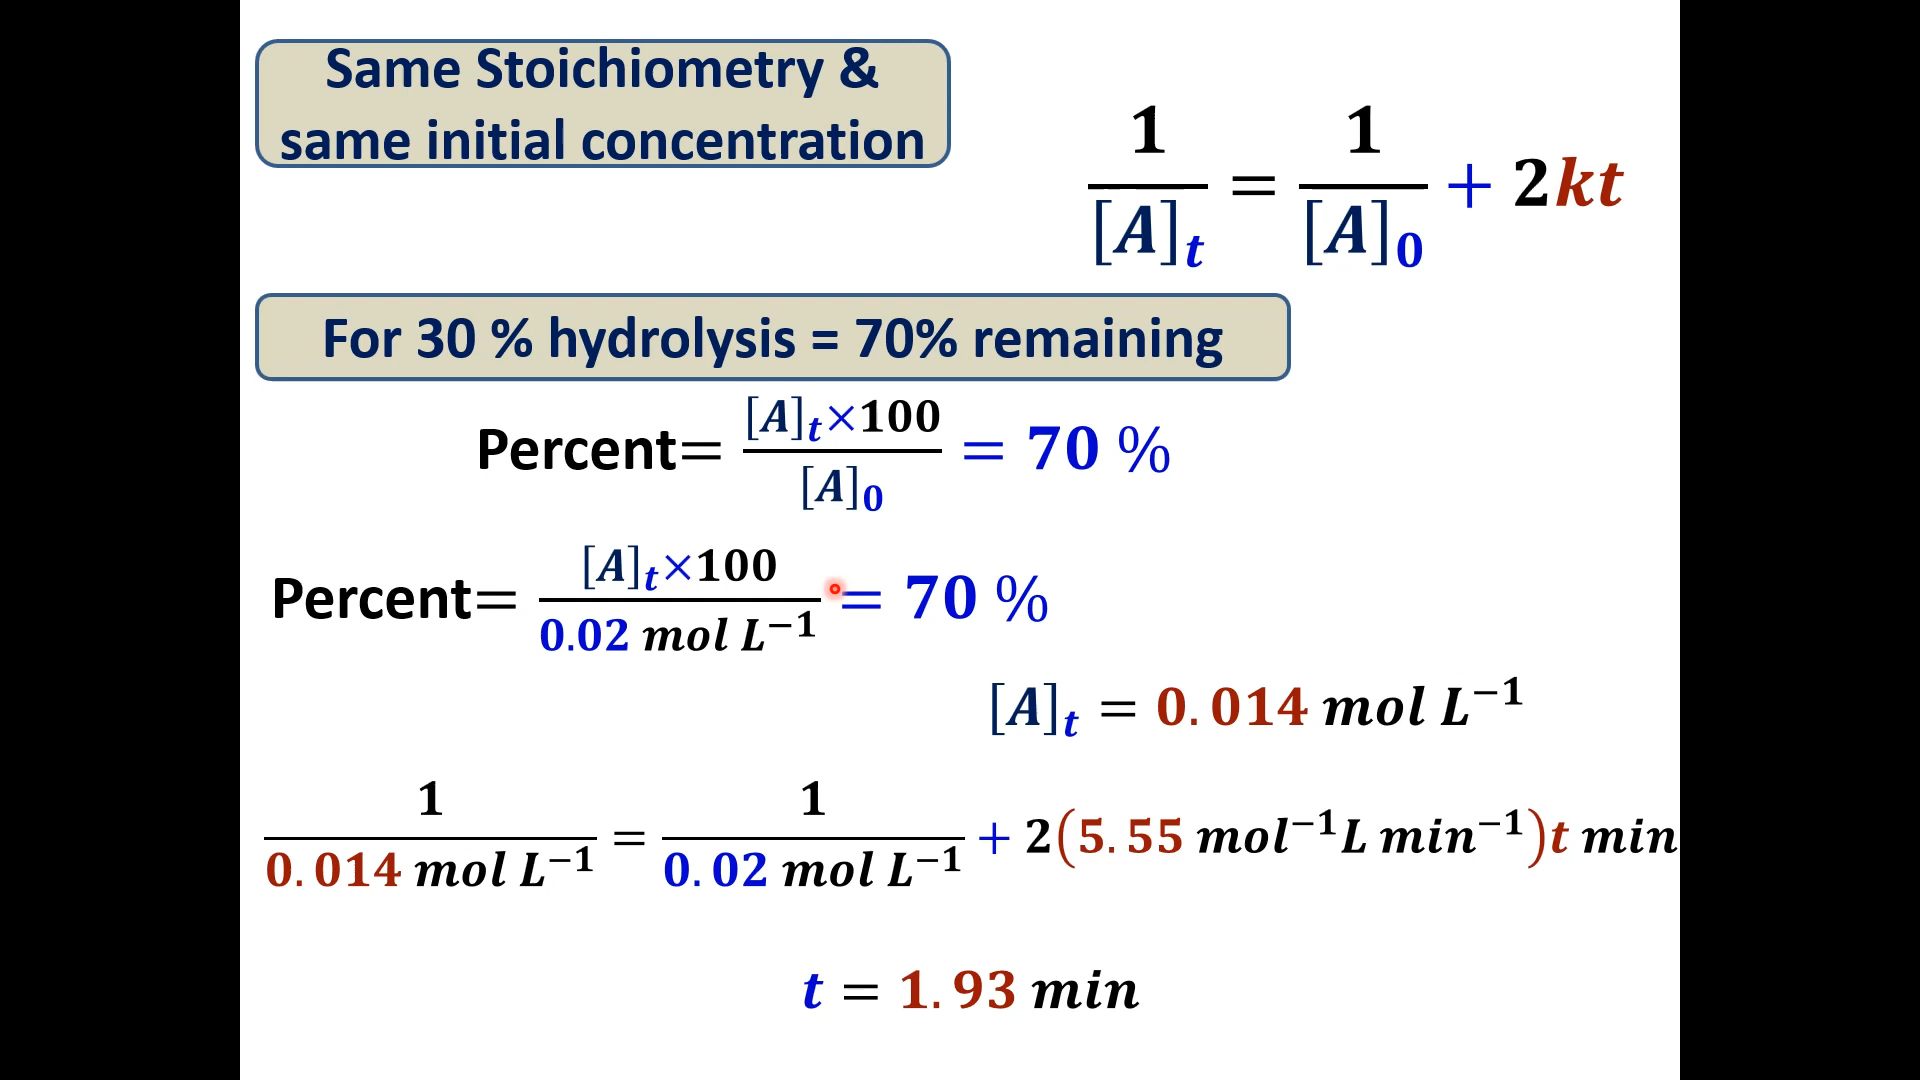 Same Stoichiometry &
same initial concentration
1/[A]t = 1/[A]0 + 2kt
For 30 % hydrolysis = 70% remaining
Percent= [A]t×100/[A]0 = 70 %
Percent= [A]t×100/0.02 mol L⁻¹ = 70 %
[A]t = 0.014 mol L⁻¹
1/0.014 mol L⁻¹ = 1/0.02 mol L⁻¹ + 2(5.55 mol⁻¹L min⁻¹)t min
t = 1.93 min